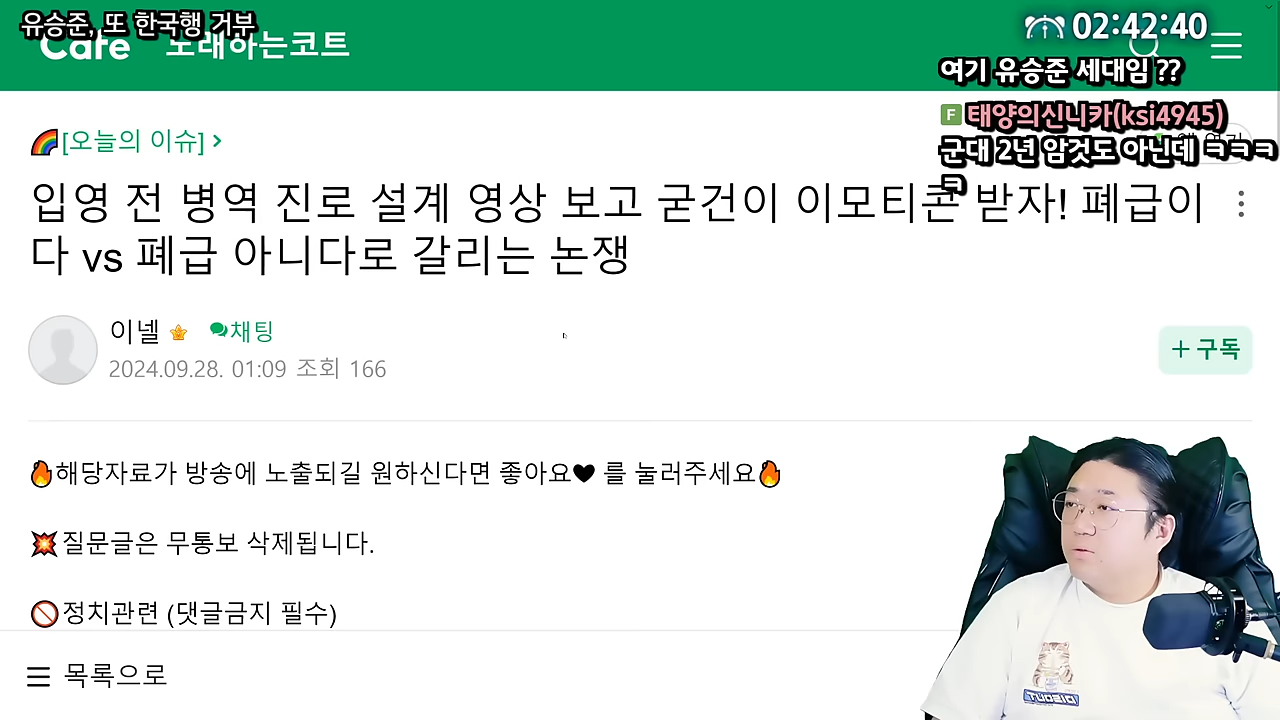 유승준, 또 한국행 거부
Cafe 노래하는코트
02:42:40
여기 유승준 세대임 ??
F 태양의신니카(ksi4945)
군대 2년 암것도 아닌데 ㅋㅋㅋ
ㅋ
[오늘의 이슈] >
입영 전 병역 진로 설계 영상 보고 굳건이 이모티콘 받자! 폐급이
다 vs 폐급 아니다로 갈리는 논쟁
이넬 채팅
2024.09.28. 01:09 조회 166
+ 구독
🔥해당자료가 방송에 노출되길 원하신다면 좋아요🖤 를 눌러주세요🔥
💥질문글은 무통보 삭제됩니다.
🚫정치관련 (댓글금지 필수)
목록으로